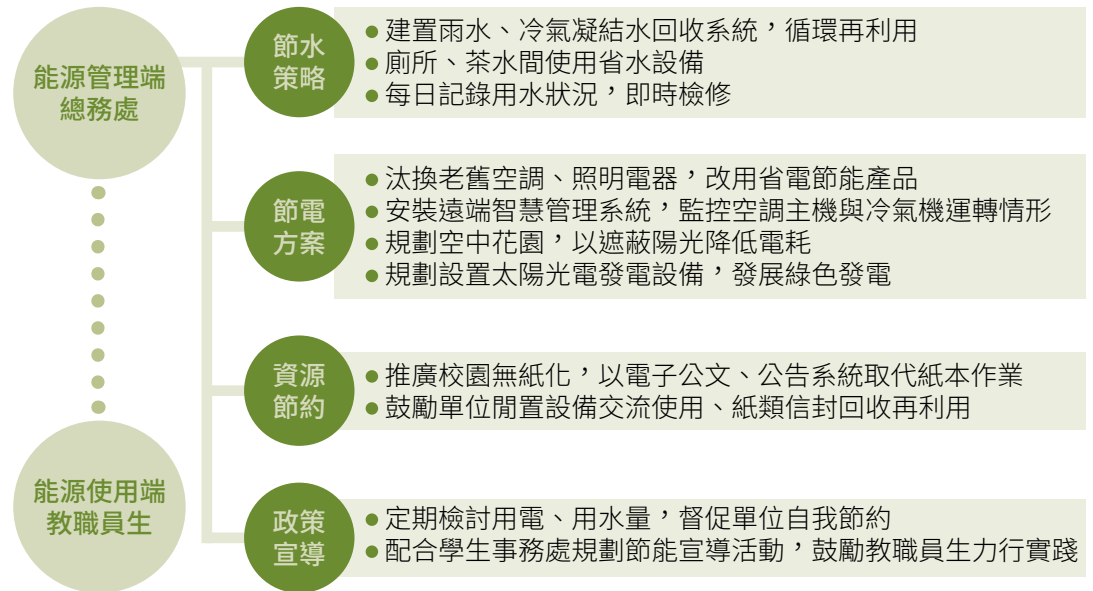 能源管理端
總務處
節水
策略
●建置雨水、冷氣凝結水回收系統，循環再利用
●廁所、茶水間使用省水設備
●每日記錄用水狀況，即時檢修
節電
方案
●汰換老舊空調、照明電器，改用省電節能產品
●安裝遠端智慧管理系統，監控空調主機與冷氣機運轉情形
●規劃空中花園，以遮蔽陽光降低電耗
●規劃設置太陽光電發電設備，發展綠色發電
資源
節約
●推廣校園無紙化，以電子公文、公告系統取代紙本作業
●鼓勵單位閒置設備交流使用、紙類信封回收再利用
能源使用端
教職員生
政策
宣導
●定期檢討用電、用水量，督促單位自我節約
●配合學生事務處規劃節能宣導活動，鼓勵教職員生力行實踐